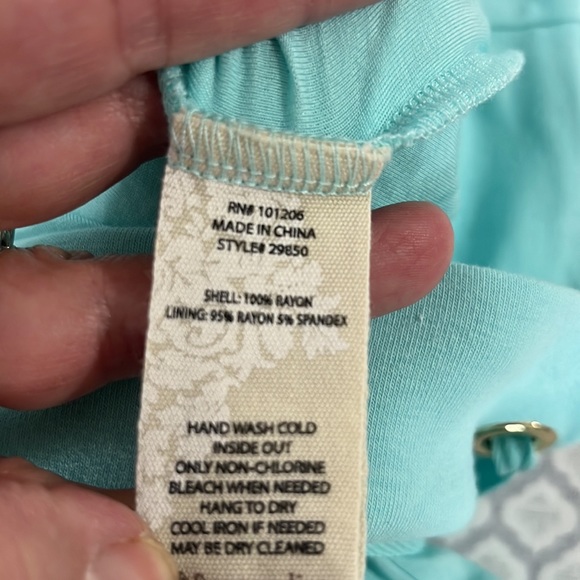 RN# 101206
MADE IN CHINA
STYLE# 29850
SHELL: 100% RAYON
LINING: 95% RAYON 5% SPANDEX
HAND WASH COLD
INSIDE OUT
ONLY NON-CHLORINE
BLEACH WHEN NEEDED
HANG TO DRY
COOL IRON IF NEEDED
MAY BE DRY CLEANED